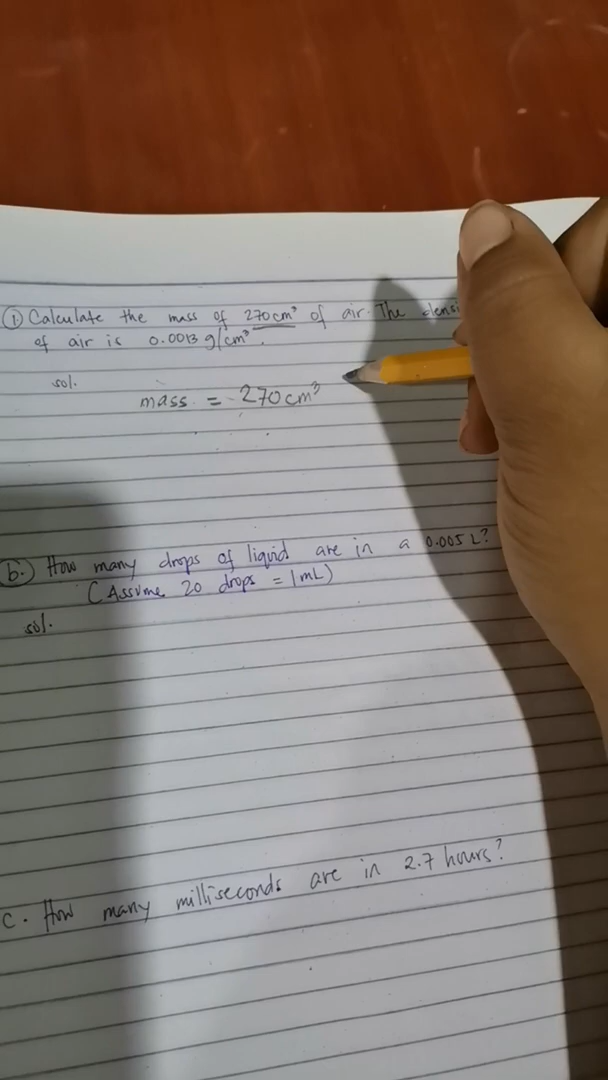 ① Calculate the mass of 270cm³ of air. The densi
of air is 0.0013 g/cm³.
sol.
mass = 270cm³
b.) How many drops of liquid are in a 0.005 L?
(Assume 20 drops = 1mL)
sol.
C. How many milliseconds are in 2.7 hours?